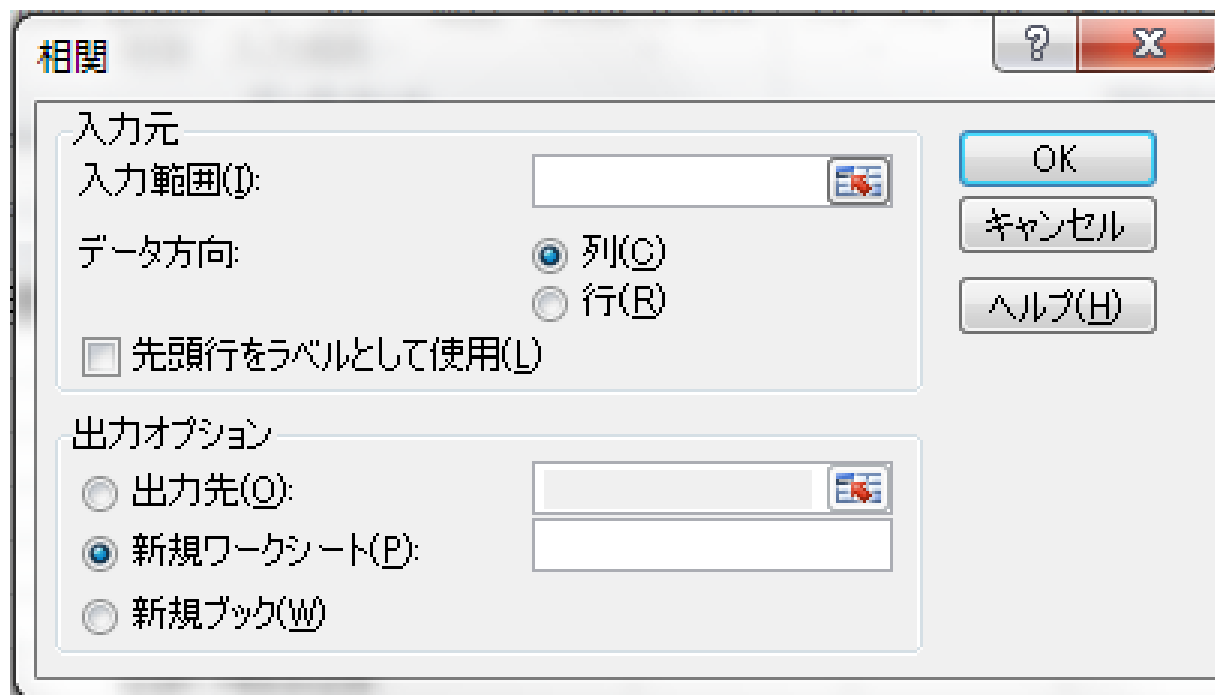 相関
入力元
入力範囲(I):
データ方向:
列(C)
行(R)
先頭行をラベルとして使用(L)
OK
キャンセル
ヘルプ(H)
出力オプション
出力先(O):
新規ワークシート(P):
新規ブック(W)